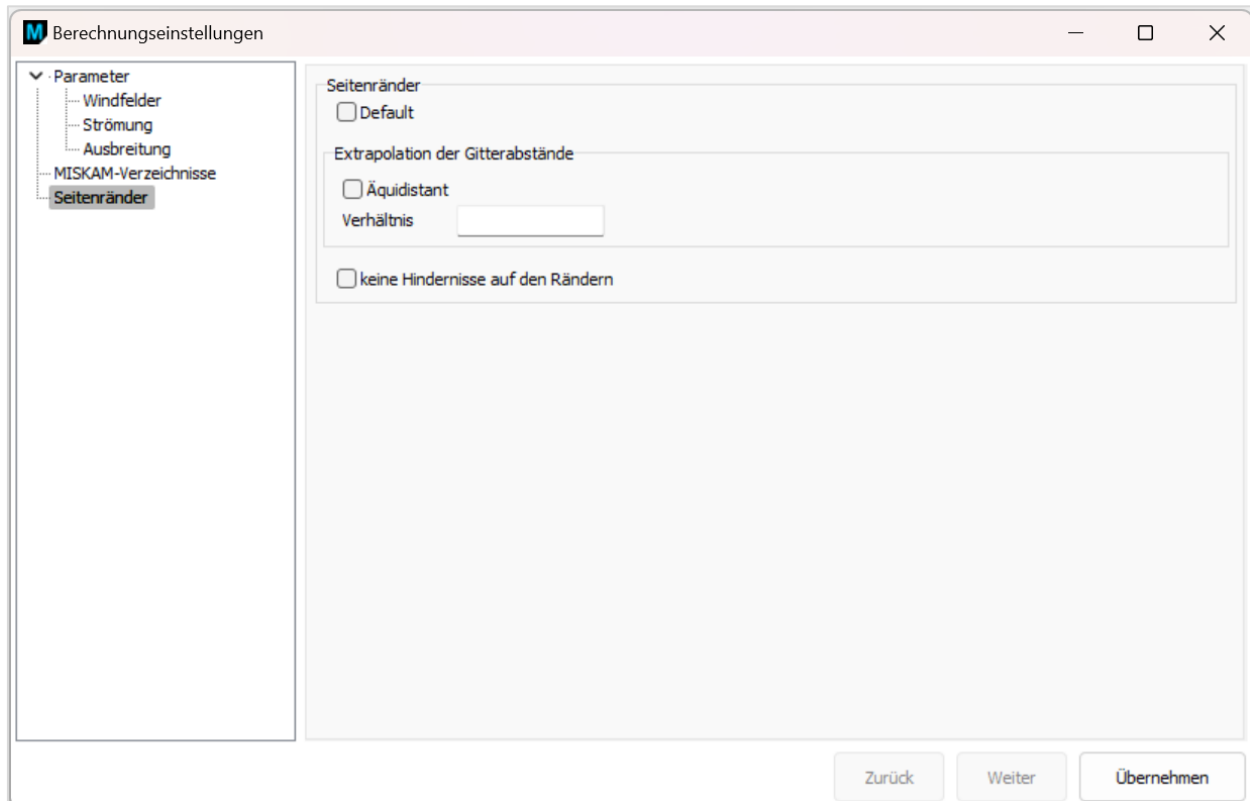 M Berechnungseinstellungen
Parameter
Windfelder
Strömung
Ausbreitung
MISKAM-Verzeichnisse
Seitenränder
Seitenränder
Default
Extrapolation der Gitterabstände
Äquidistant
Verhältnis
keine Hindernisse auf den Rändern
Zurück Weiter Übernehmen